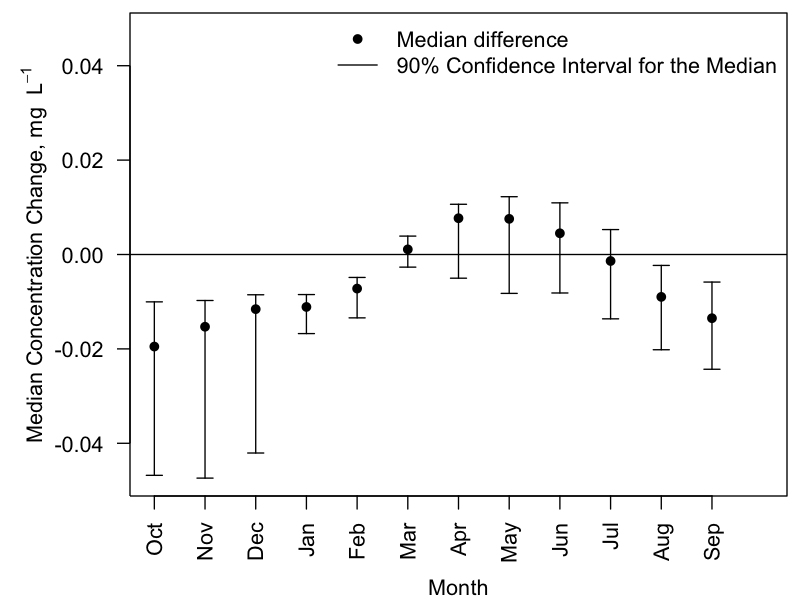 Median difference
90% Confidence Interval for the Median
Median Concentration Change, mg L⁻¹
0.04
0.02
0.00
-0.02
-0.04
Oct
Nov
Dec
Jan
Feb
Mar
Apr
May
Jun
Jul
Aug
Sep
Month